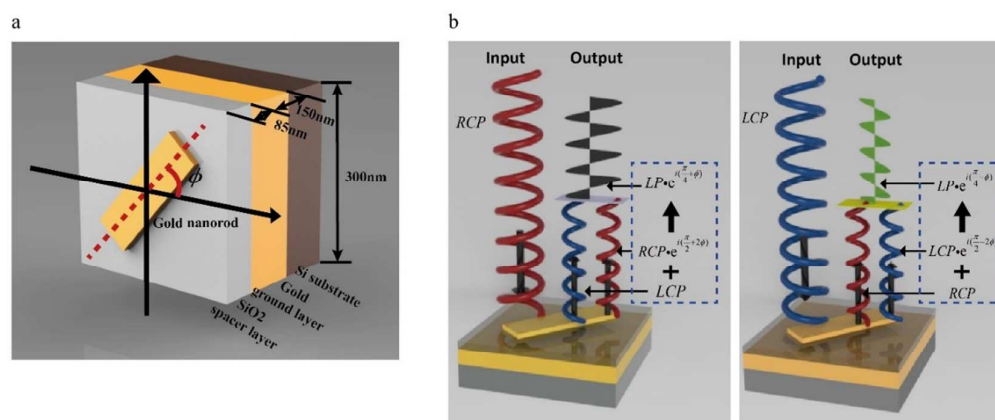 a
85nm
150nm
300nm
ϕ
Gold nanorod
Si substrate
Gold
ground layer
SiO2
spacer layer
b
Input
Output
RCP
LP•e^{i(π/4+ϕ)}
RCP•e^{i(π/2+2ϕ)}
+
LCP
Input
Output
LCP
LP•e^{i(π/4-ϕ)}
LCP•e^{i(π/2-2ϕ)}
+
RCP